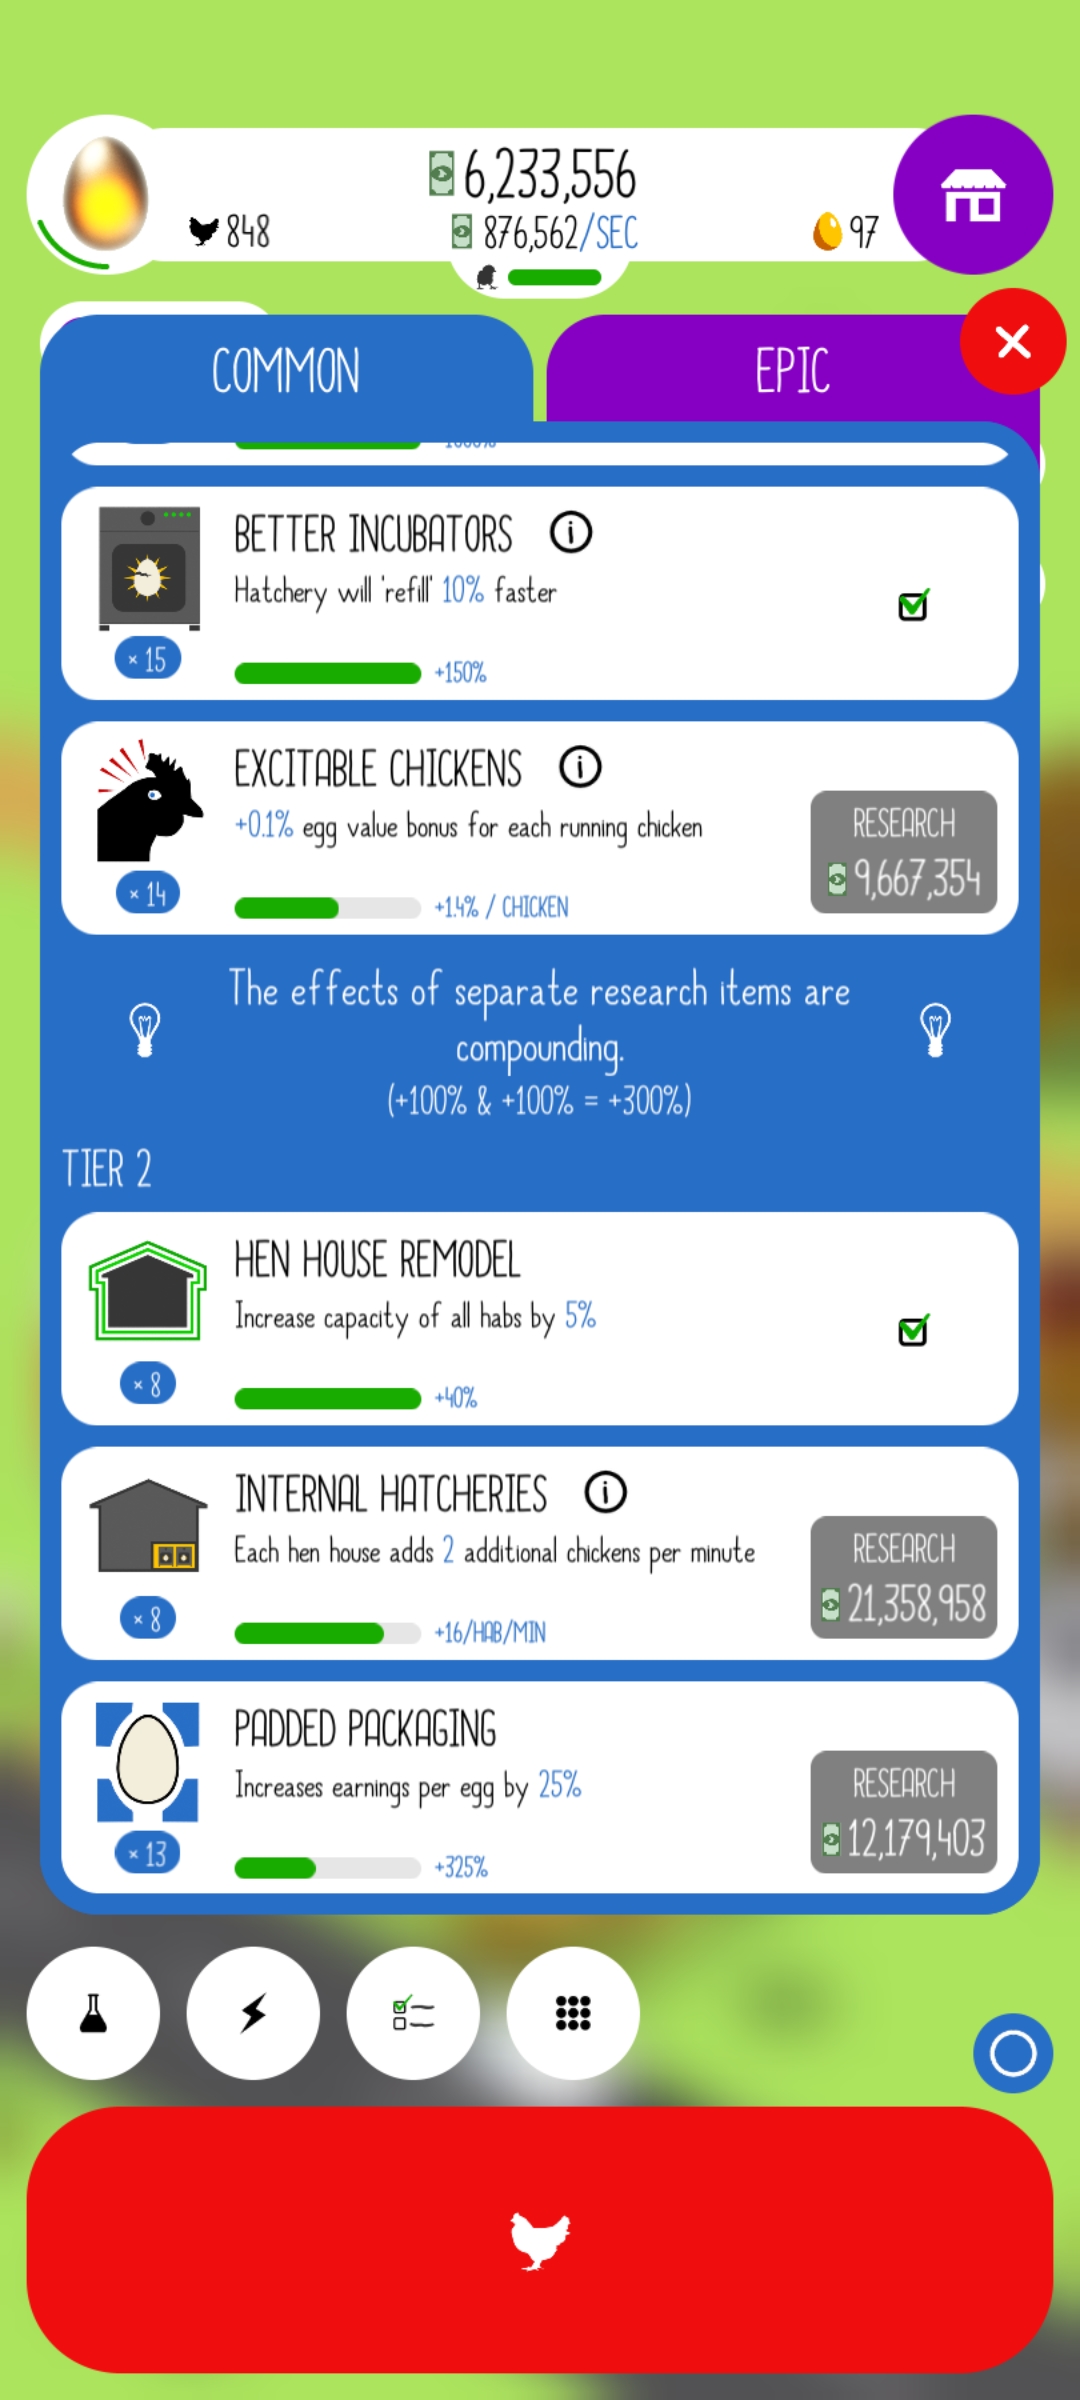 6,233,556
848
876,562/SEC
97
COMMON
EPIC
BETTER INCUBATORS
Hatchery will 'refill' 10% faster
× 15
+150%
EXCITABLE CHICKENS
+0.1% egg value bonus for each running chicken
RESEARCH
9,667,354
× 14
+1.4% / CHICKEN
The effects of separate research items are
compounding.
(+100% & +100% = +300%)
TIER 2
HEN HOUSE REMODEL
Increase capacity of all habs by 5%
× 8
+40%
INTERNAL HATCHERIES
Each hen house adds 2 additional chickens per minute
RESEARCH
21,358,958
× 8
+16/HAB/MIN
PADDED PACKAGING
Increases earnings per egg by 25%
RESEARCH
12,179,403
× 13
+325%